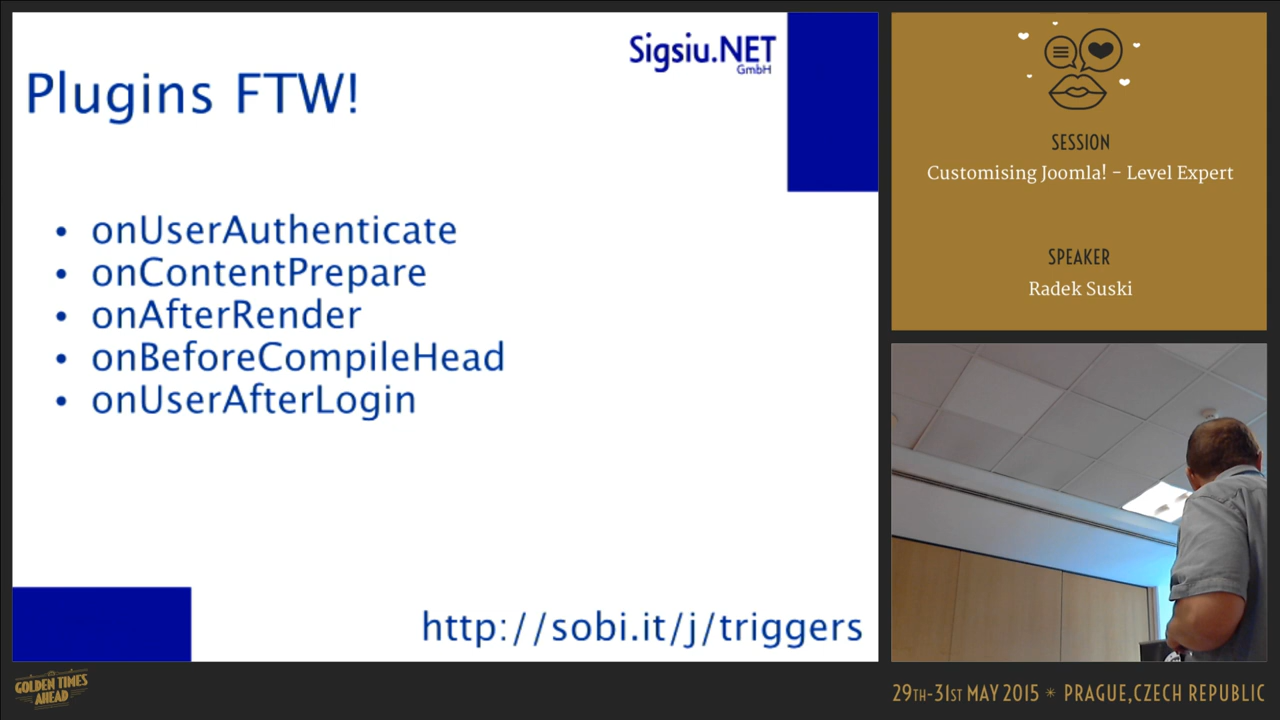 Sigsiu.NET
GmbH
Plugins FTW!
• onUserAuthenticate
• onContentPrepare
• onAfterRender
• onBeforeCompileHead
• onUserAfterLogin
http://sobi.it/j/triggers
SESSION
Customising Joomla! - Level Expert
SPEAKER
Radek Suski
GOLDEN TIMES
AHEAD
29TH-31ST MAY 2015 * PRAGUE,CZECH REPUBLIC